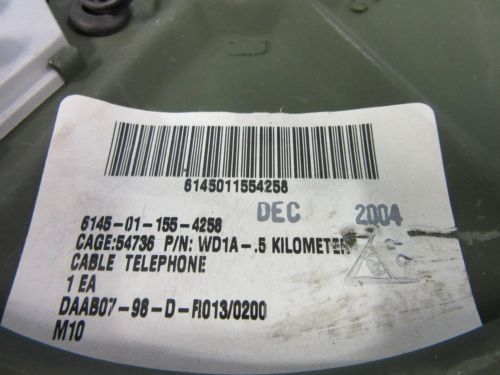 6145011554258
DEC 2004
6145-01-155-4258
CAGE:54736 P/N: WD1A-.5 KILOMETER
CABLE TELEPHONE
1 EA
DAAB07-98-D-R013/0200
M10